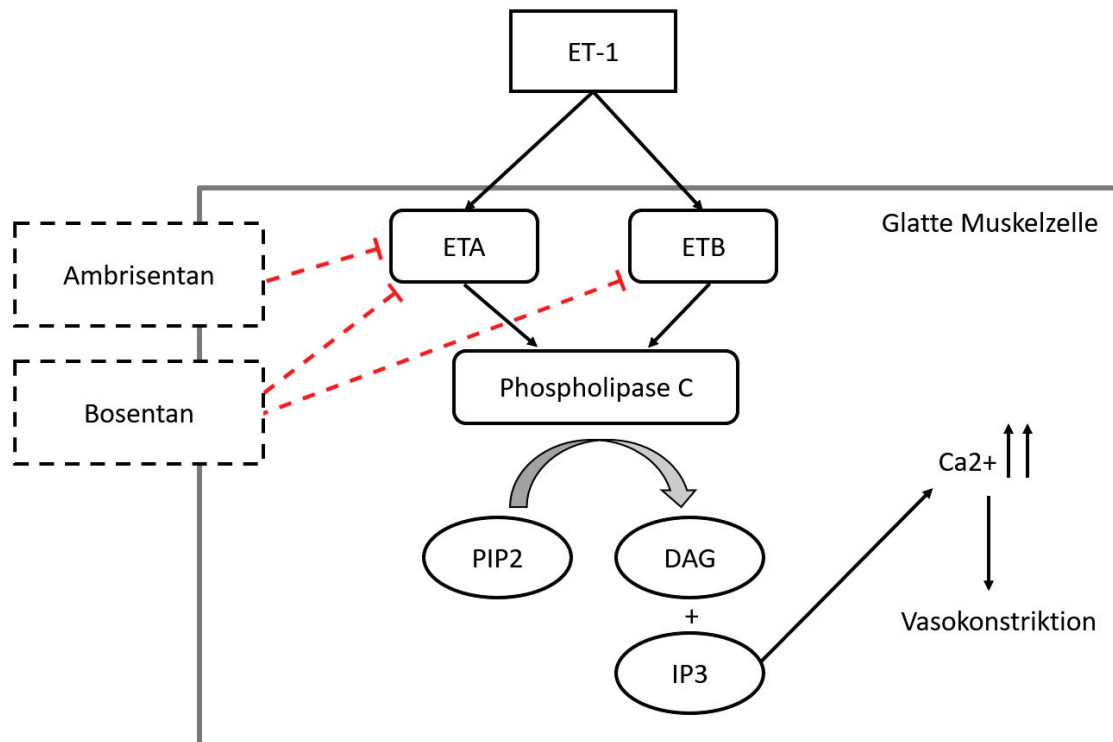 ET-1
Glatte Muskelzelle
ETA
ETB
Ambrisentan
Bosentan
Phospholipase C
Ca2+
PIP2
DAG
+
Vasokonstriktion
IP3